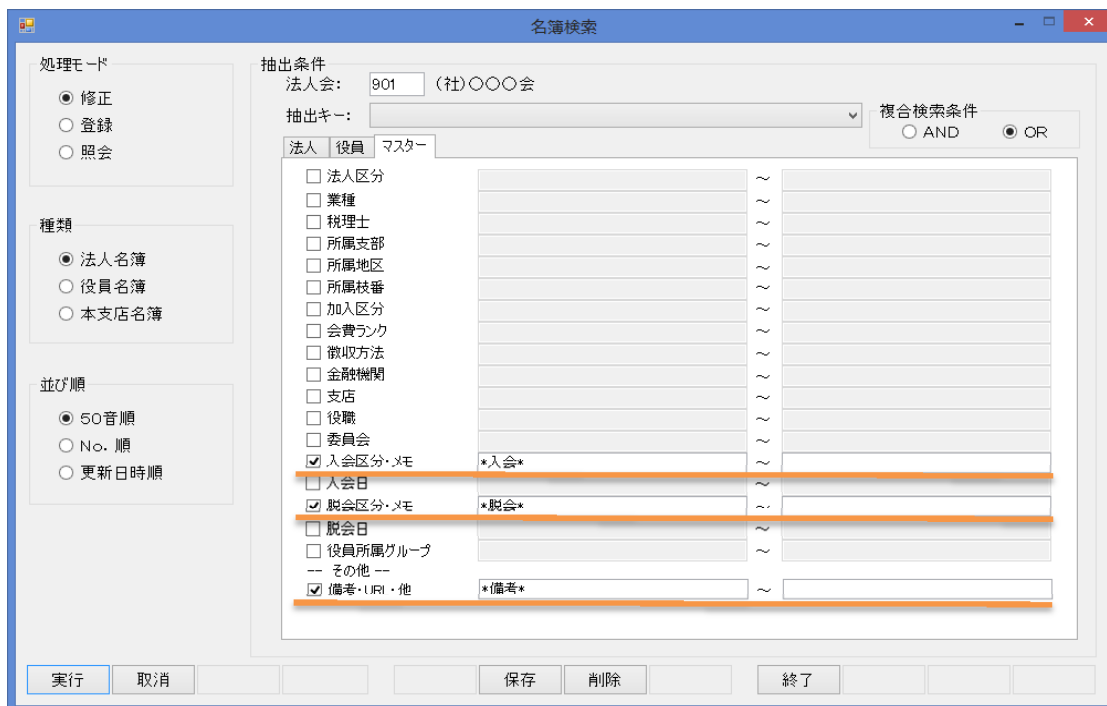 名簿検索
処理モード
修正
登録
照会
種類
法人名簿
役員名簿
本支店名簿
並び順
50音順
No. 順
更新日時順
抽出条件
法人会: 901 (社)〇〇〇会
抽出キー:
複合検索条件
AND OR
法人 役員 マスター
法人区分 ～
業種 ～
税理士 ～
所属支部 ～
所属地区 ～
所属枝番 ～
加入区分 ～
会費ランク ～
徴収方法 ～
金融機関 ～
支店 ～
役職 ～
委員会 ～
入会区分・メモ *入会* ～
入会日 ～
脱会区分・メモ *脱会* ～
脱会日 ～
役員所属グループ ～
-- その他 --
備考・URL・他 *備考* ～
実行 取消 保存 削除 終了